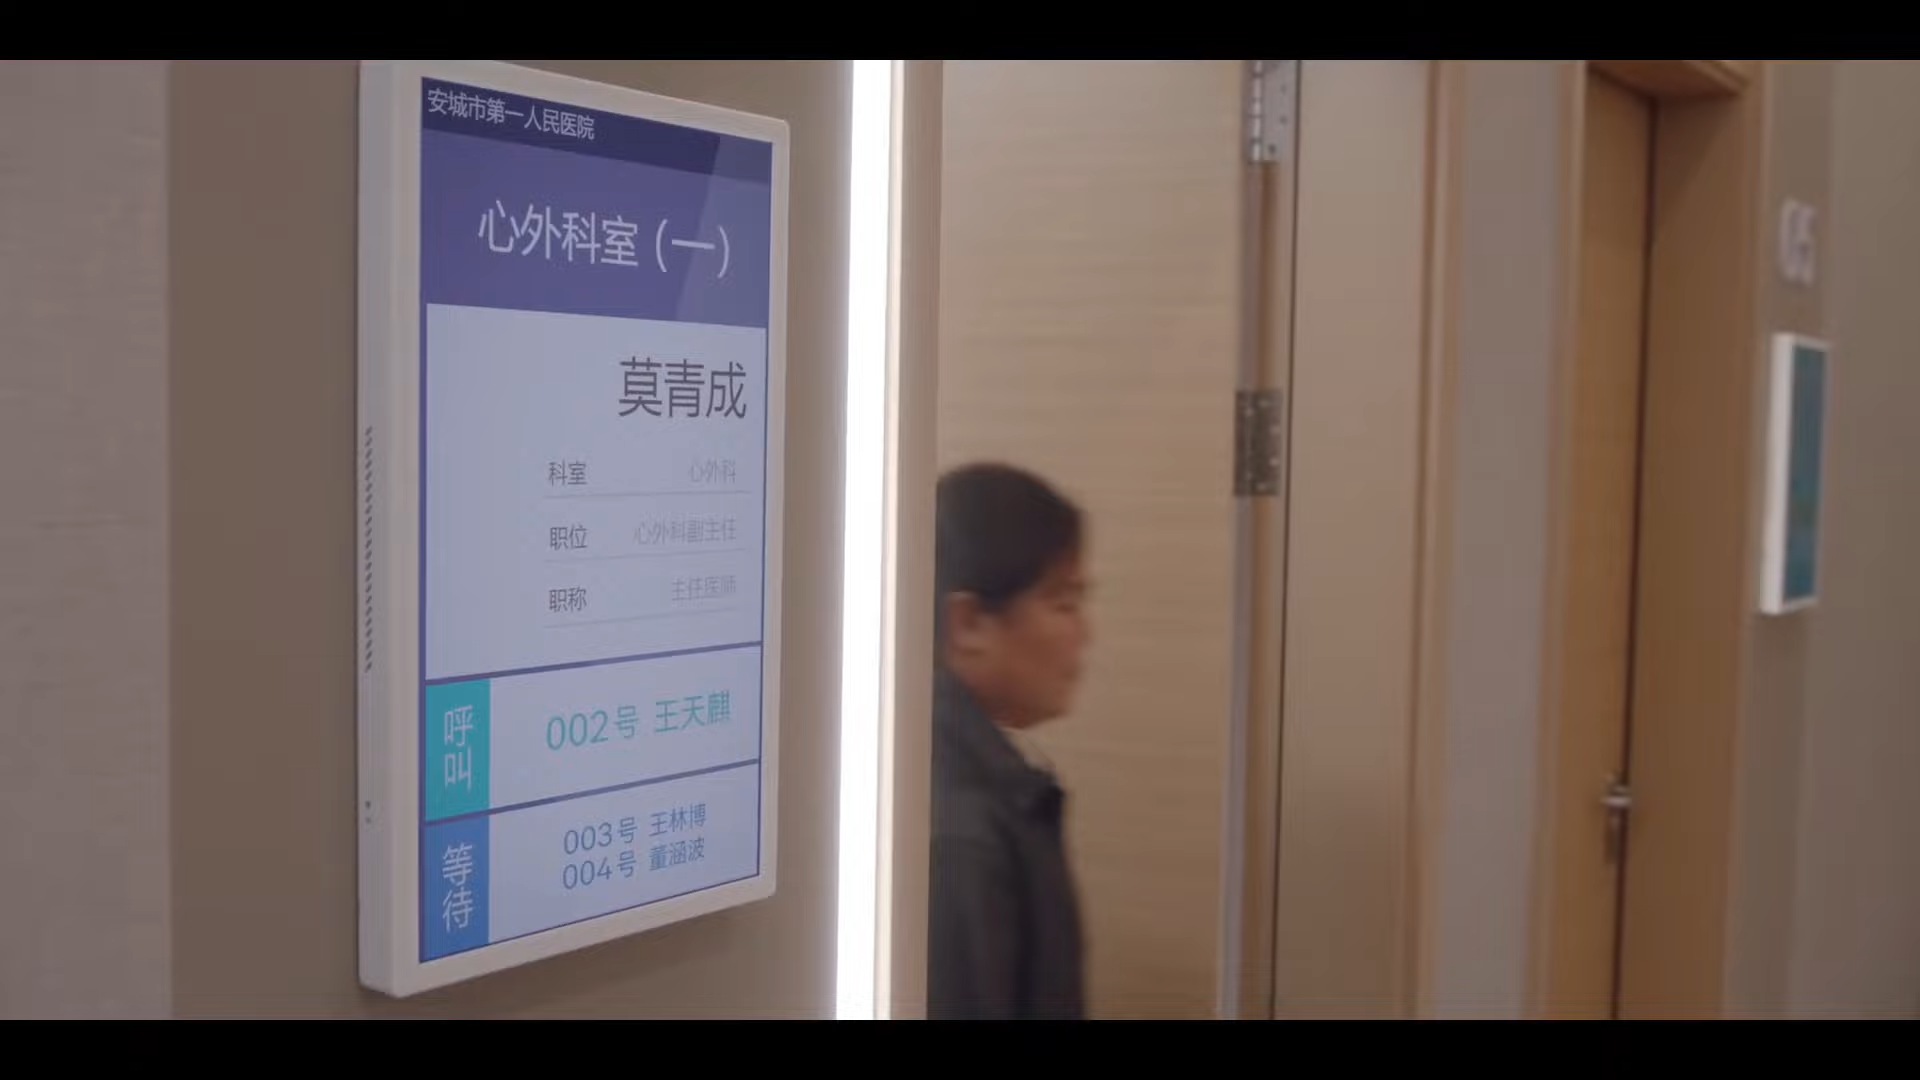 安城市第一人民医院
心外科室（一）
莫青成
科室 心外科
职位 心外科副主任
职称 主任医师
呼叫 002号 王天麒
等待 003号 王林博
004号 董涵波
05